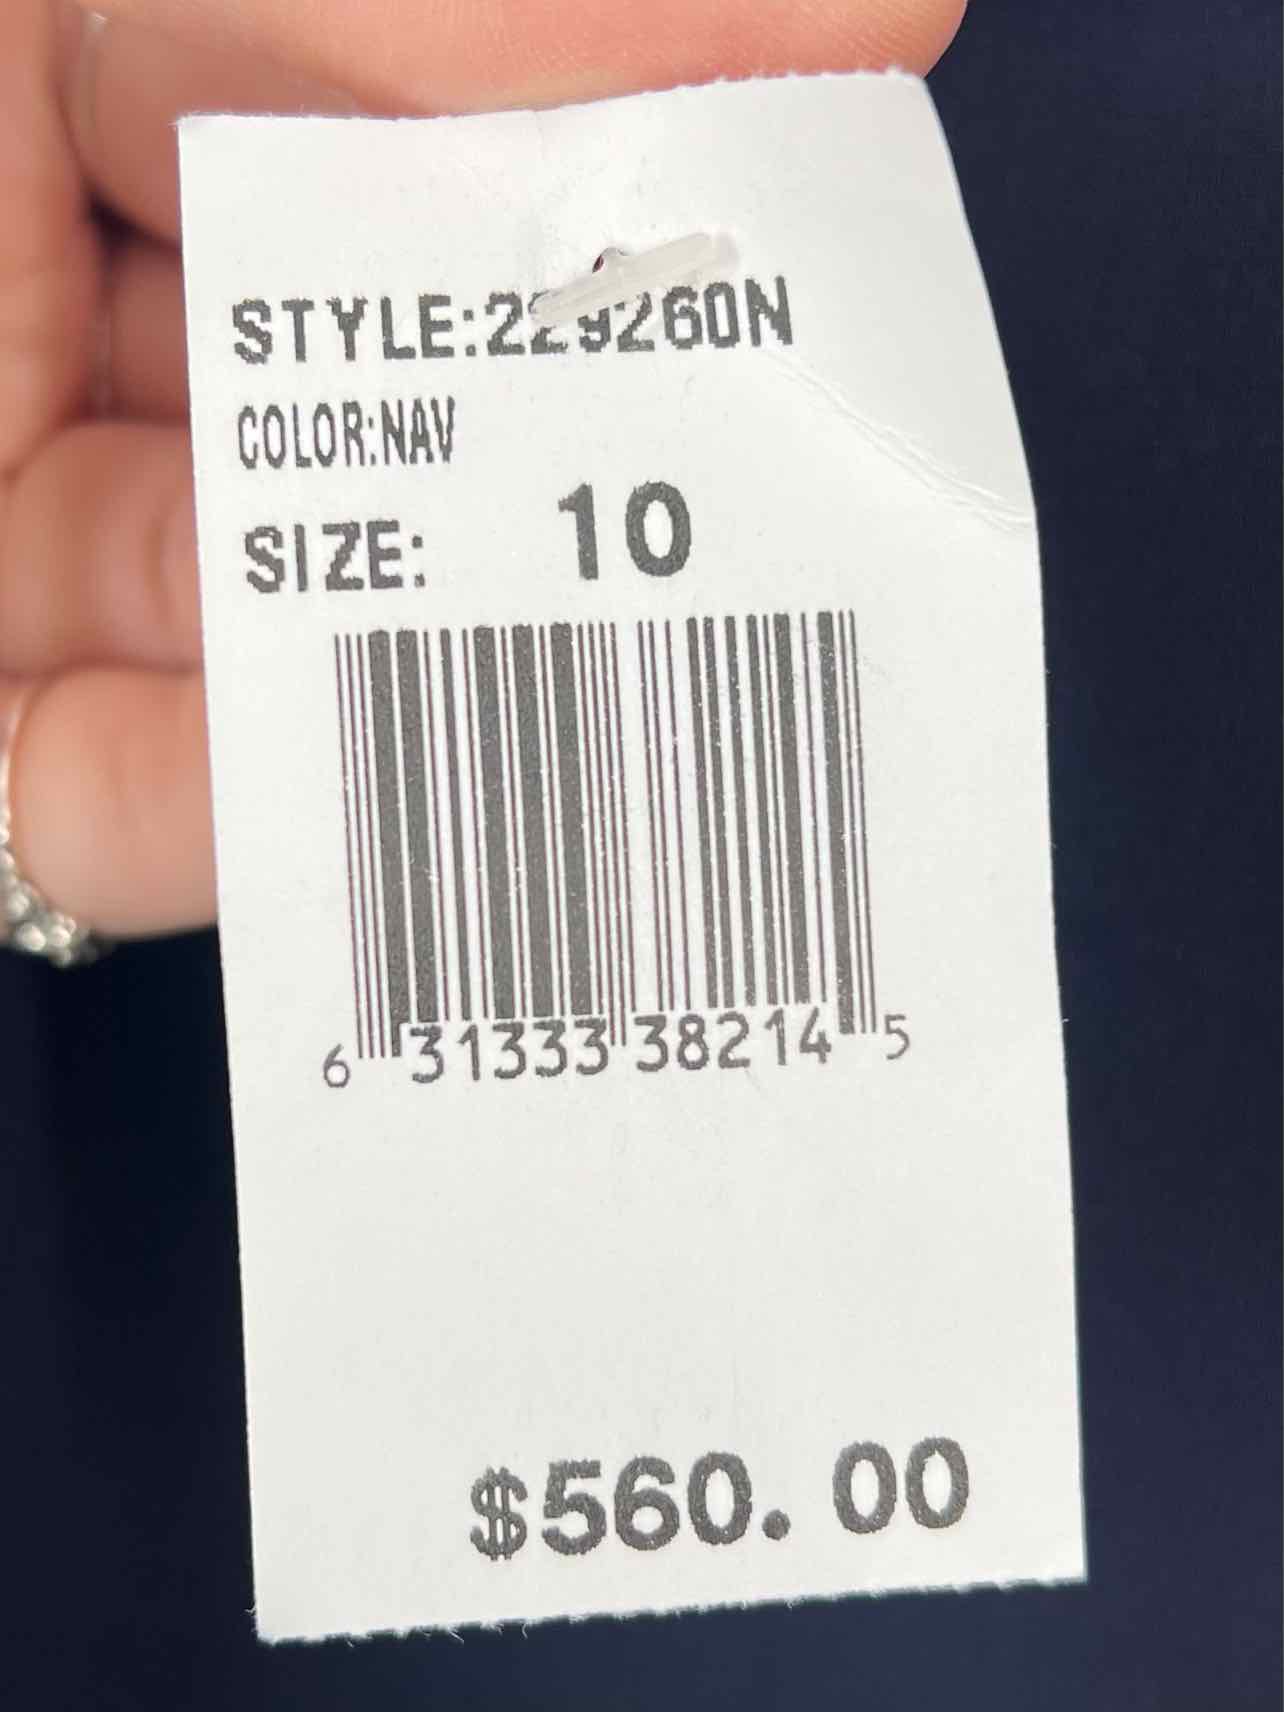 STYLE:229260N
COLOR:NAV
SIZE: 10
6 31333 38214 5
$560.00